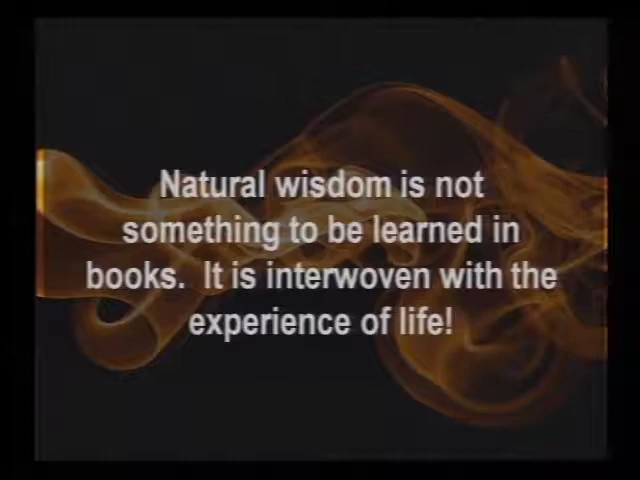 Natural wisdom is not
something to be learned in
books.  It is interwoven with the
experience of life!